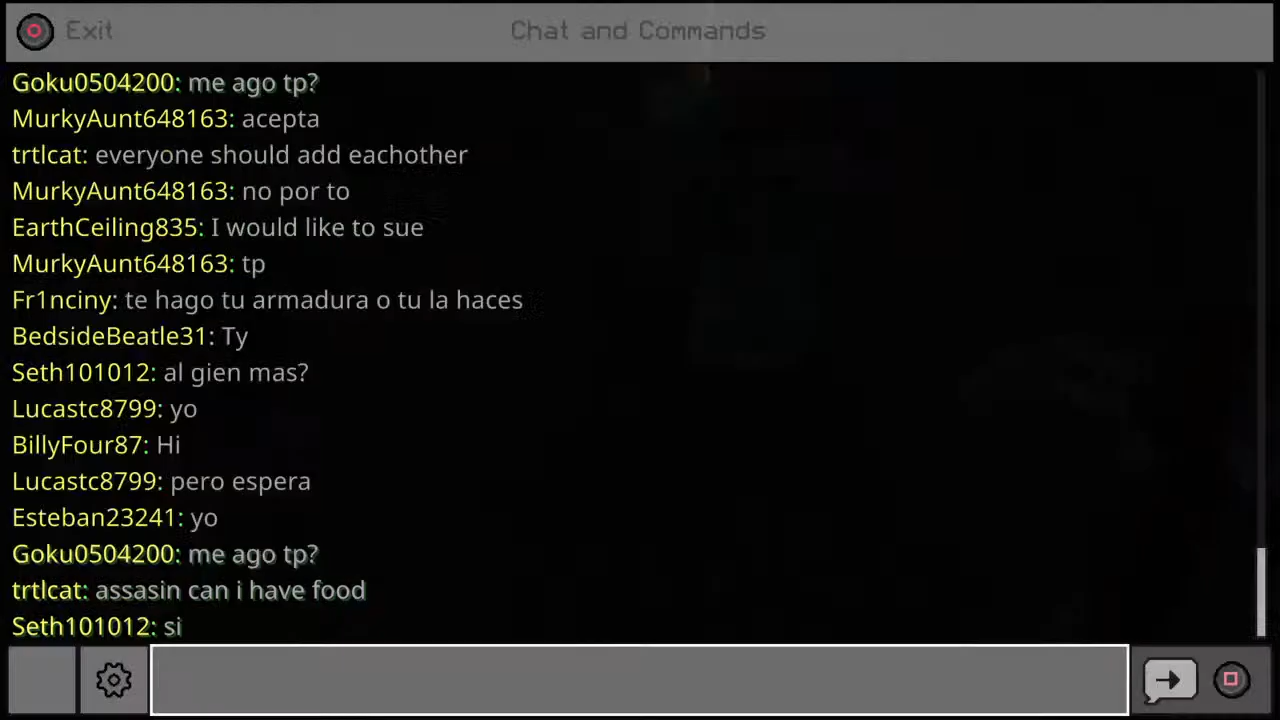 Exit
Chat and Commands
Goku0504200: me ago tp?
MurkyAunt648163: acepta
trtlcat: everyone should add eachother
MurkyAunt648163: no por to
EarthCeiling835: I would like to sue
MurkyAunt648163: tp
Fr1nciny: te hago tu armadura o tu la haces
BedsideBeatle31: Ty
Seth101012: al gien mas?
Lucastc8799: yo
BillyFour87: Hi
Lucastc8799: pero espera
Esteban23241: yo
Goku0504200: me ago tp?
trtlcat: assasin can i have food
Seth101012: si